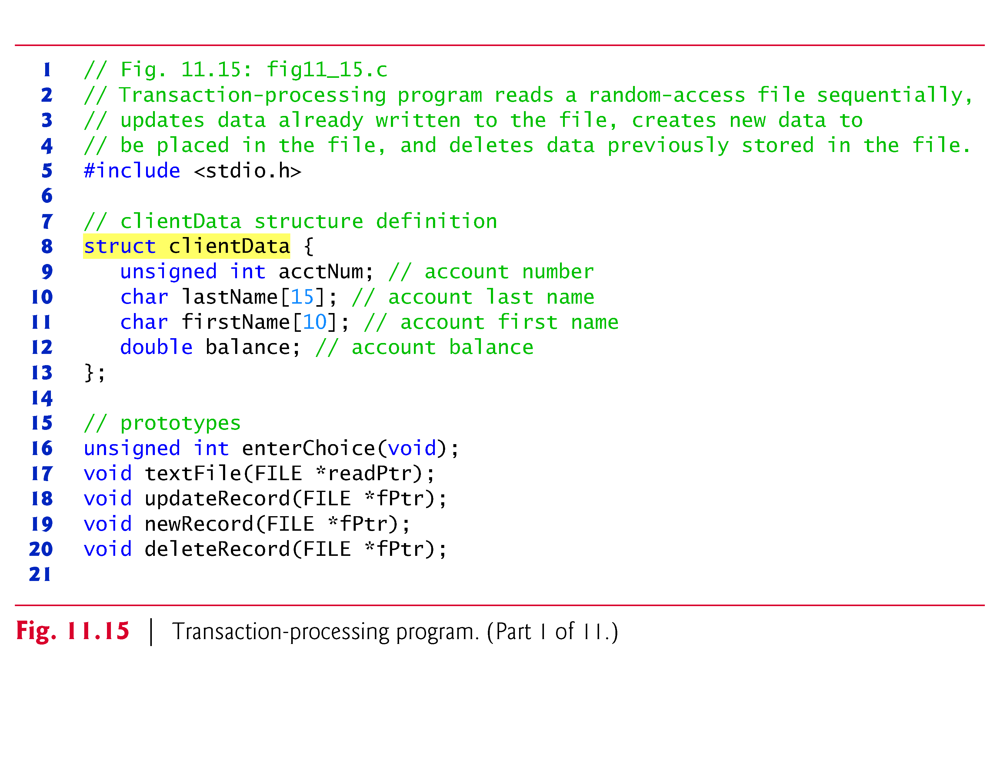 1 // Fig. 11.15: fig11_15.c
2 // Transaction-processing program reads a random-access file sequentially,
3 // updates data already written to the file, creates new data to
4 // be placed in the file, and deletes data previously stored in the file.
5 #include <stdio.h>
6
7 // clientData structure definition
8 struct clientData {
9    unsigned int acctNum; // account number
10    char lastName[15]; // account last name
11    char firstName[10]; // account first name
12    double balance; // account balance
13 };
14
15 // prototypes
16 unsigned int enterChoice(void);
17 void textFile(FILE *readPtr);
18 void updateRecord(FILE *fPtr);
19 void newRecord(FILE *fPtr);
20 void deleteRecord(FILE *fPtr);
21
Fig. 11.15 | Transaction-processing program. (Part 1 of 11.)